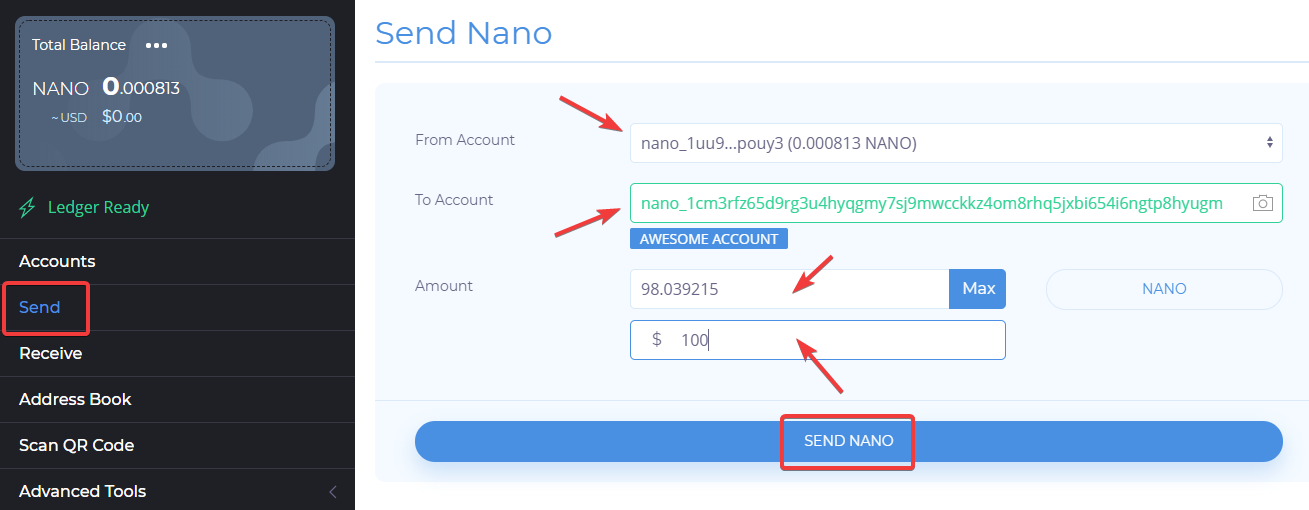 Total Balance •••
NANO 0.000813
~ USD $0.00
Ledger Ready
Accounts
Send
Receive
Address Book
Scan QR Code
Advanced Tools
Send Nano
From Account
nano_1uu9...pouy3 (0.000813 NANO)
To Account
nano_1cm3rfz65d9rg3u4hyqgmy7sj9mwcckkz4om8rhq5jxbi654i6ngtp8hyugm
AWESOME ACCOUNT
Amount
98.039215 Max NANO
$ 100
SEND NANO